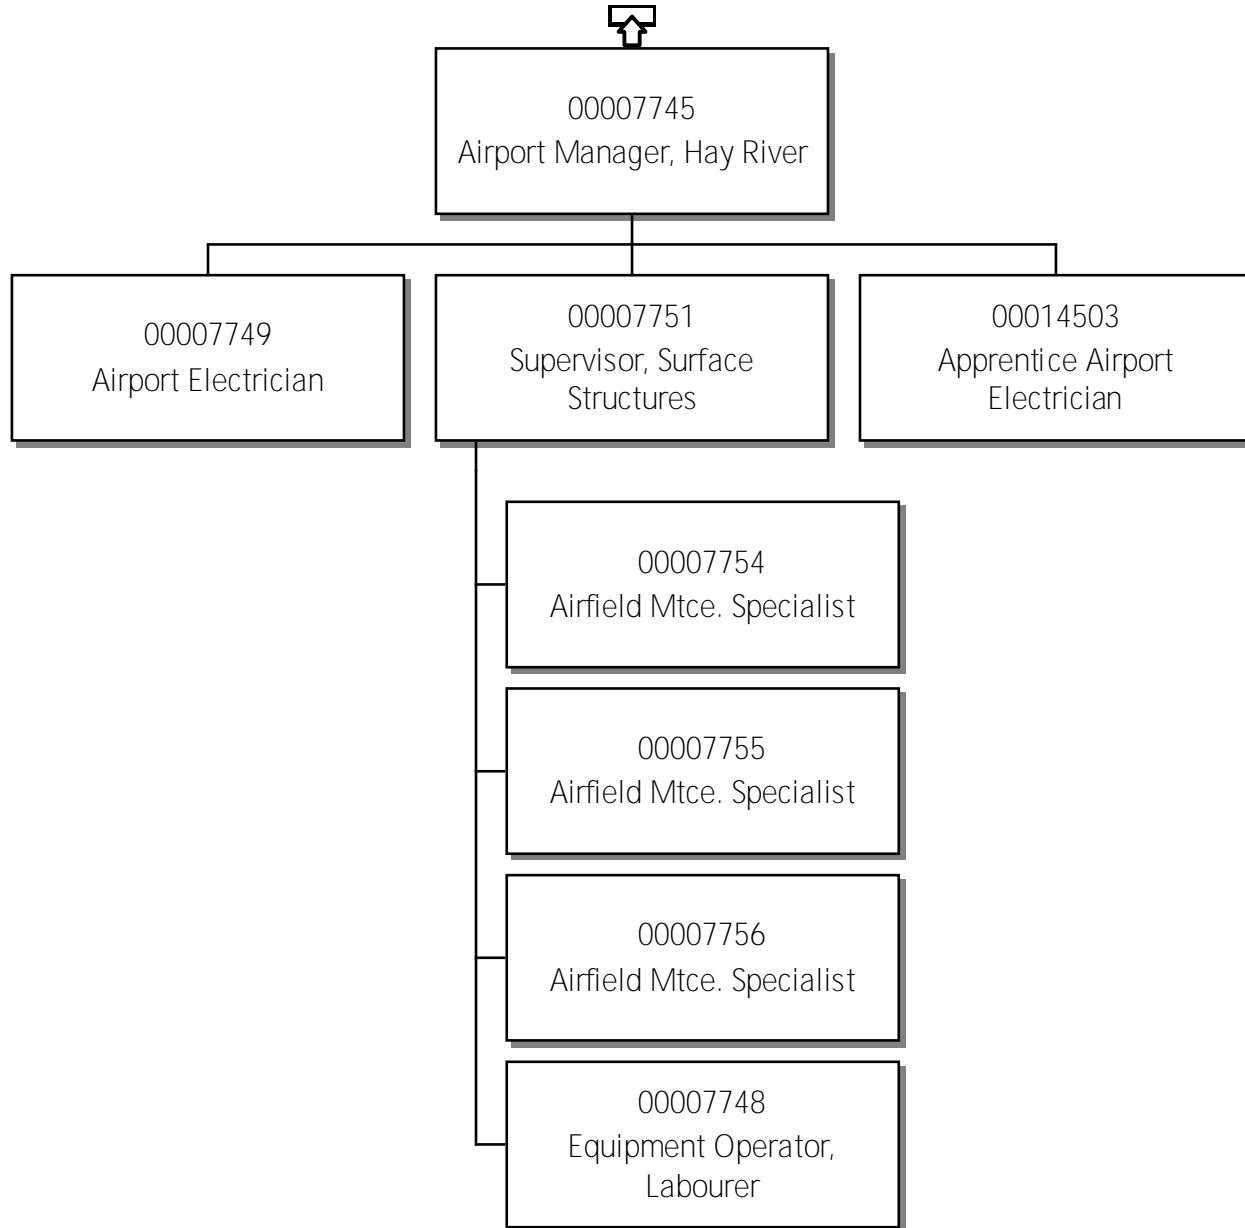 00007745
Airport Manager, Hay River
00007749
Airport Electrician
00007751
Supervisor, Surface
Structures
00014503
Apprentice Airport
Electrician
00007754
Airfield Mtce. Specialist
00007755
Airfield Mtce. Specialist
00007756
Airfield Mtce. Specialist
00007748
Equipment Operator,
Labourer